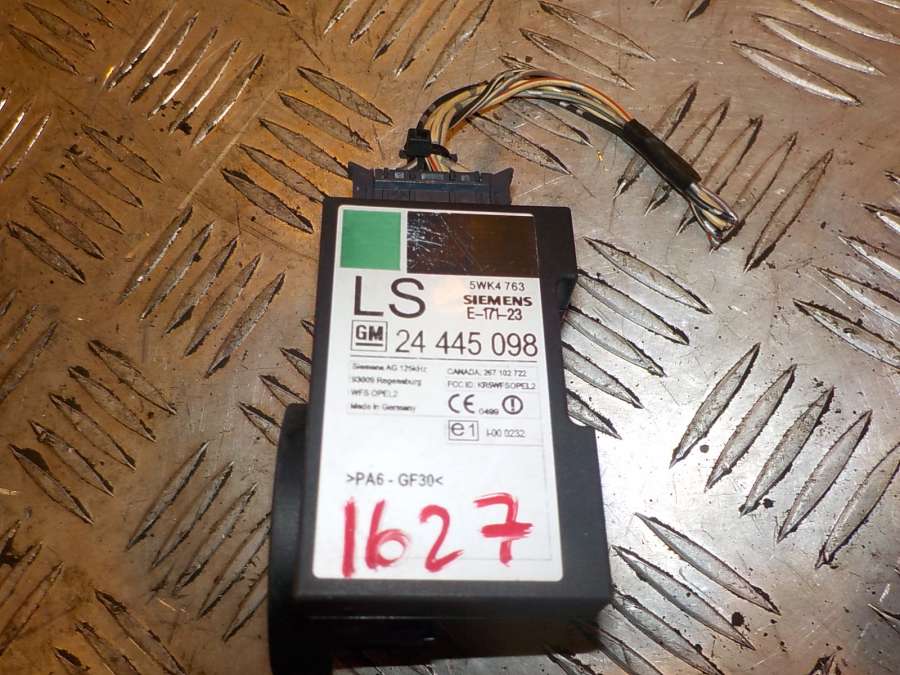 LS
5WK4 763
SIEMENS
E-171-23
GM
24 445 098
Siemens AG 125kHz
93009 Regensburg
WFS OPEL2
Made in Germany
CANADA, 267 102 722
FCC ID: KR5WFSOPEL2
CE 0499
e1 I-00 0232
>PA6 - GF30<
1627